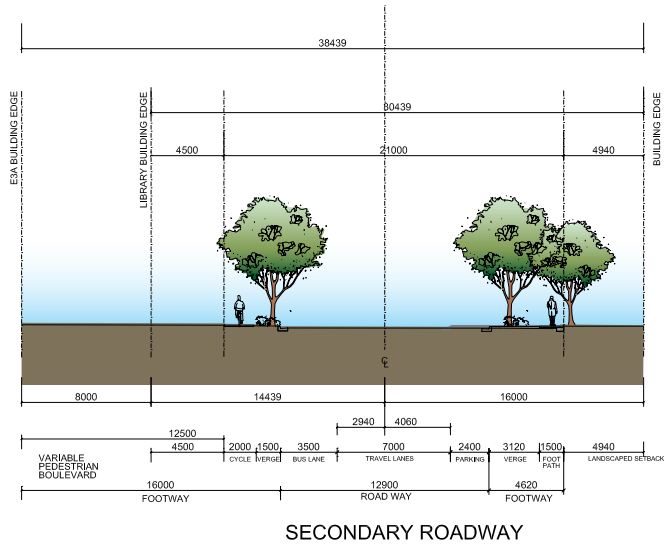 38439
30439
4500 21000 4940
E3A BUILDING EDGE
LIBRARY BUILDING EDGE
BUILDING EDGE
CL
8000 14439 16000
2940 4060
12500
4500 2000 1500 3500 7000 2400 3120 1500 4940
CYCLE VERGE BUS LANE TRAVEL LANES PARKING VERGE FOOT PATH LANDSCAPED SETBACK
VARIABLE
PEDESTRIAN
BOULEVARD
16000 12900 4620
FOOTWAY ROAD WAY FOOTWAY
SECONDARY ROADWAY